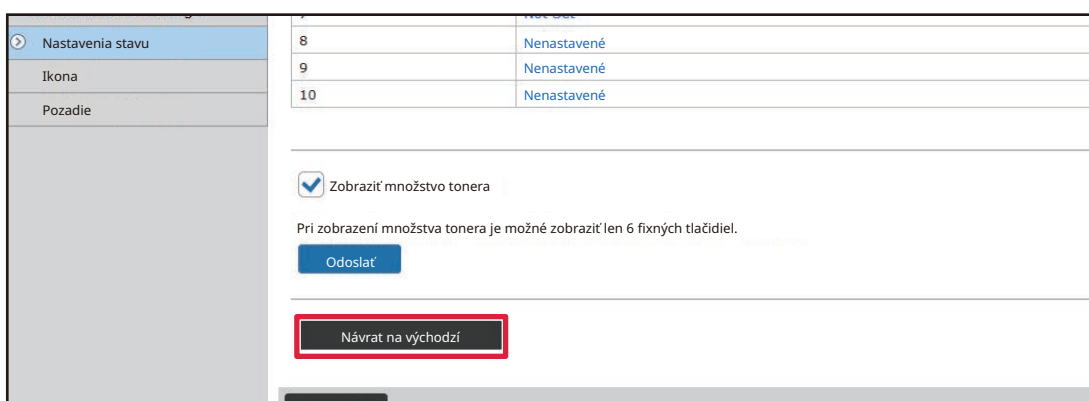 Nastavenia stavu
Ikona
Pozadie
8 Nenastavené
9 Nenastavené
10 Nenastavené
Zobraziť množstvo tonera
Pri zobrazení množstva tonera je možné zobraziť len 6 fixných tlačidiel.
Odoslať
Návrat na východzí